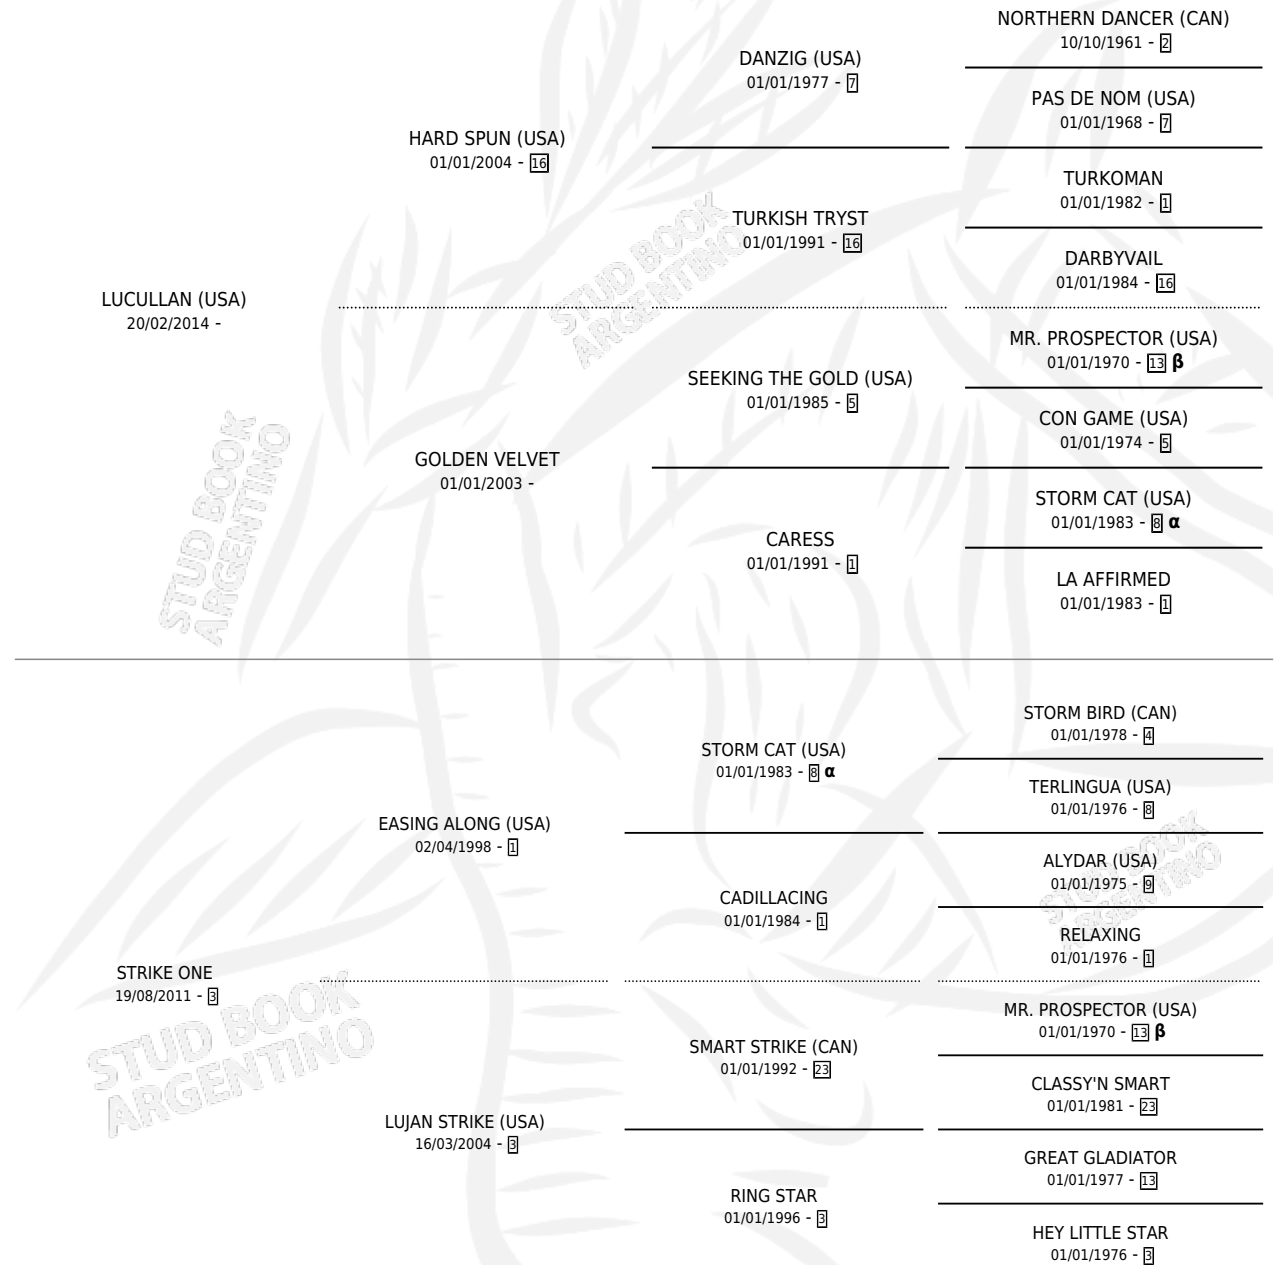 NORTHERN DANCER (CAN)
10/10/1961 - 2
DANZIG (USA)
01/01/1977 - 7
PAS DE NOM (USA)
01/01/1968 - 7
HARD SPUN (USA)
01/01/2004 - 16
TURKOMAN
01/01/1982 - 1
TURKISH TRYST
01/01/1991 - 16
DARBYVAIL
01/01/1984 - 16
LUCULLAN (USA)
20/02/2014 -
MR. PROSPECTOR (USA)
01/01/1970 - 13 β
SEEKING THE GOLD (USA)
01/01/1985 - 5
CON GAME (USA)
01/01/1974 - 5
GOLDEN VELVET
01/01/2003 -
STORM CAT (USA)
01/01/1983 - 8 α
CARESS
01/01/1991 - 1
LA AFFIRMED
01/01/1983 - 1
STORM BIRD (CAN)
01/01/1978 - 4
STORM CAT (USA)
01/01/1983 - 8 α
TERLINGUA (USA)
01/01/1976 - 8
EASING ALONG (USA)
02/04/1998 - 1
ALYDAR (USA)
01/01/1975 - 9
CADILLACING
01/01/1984 - 1
RELAXING
01/01/1976 - 1
STRIKE ONE
19/08/2011 - 3
MR. PROSPECTOR (USA)
01/01/1970 - 13 β
SMART STRIKE (CAN)
01/01/1992 - 23
CLASSY'N SMART
01/01/1981 - 23
LUJAN STRIKE (USA)
16/03/2004 - 3
GREAT GLADIATOR
01/01/1977 - 13
RING STAR
01/01/1996 - 3
HEY LITTLE STAR
01/01/1976 - 3
STUD BOOK
ARGENTINO
STUD BOOK
ARGENTINO
STUD BOOK
ARGENTINO
STUD BOOK
ARGENTINO